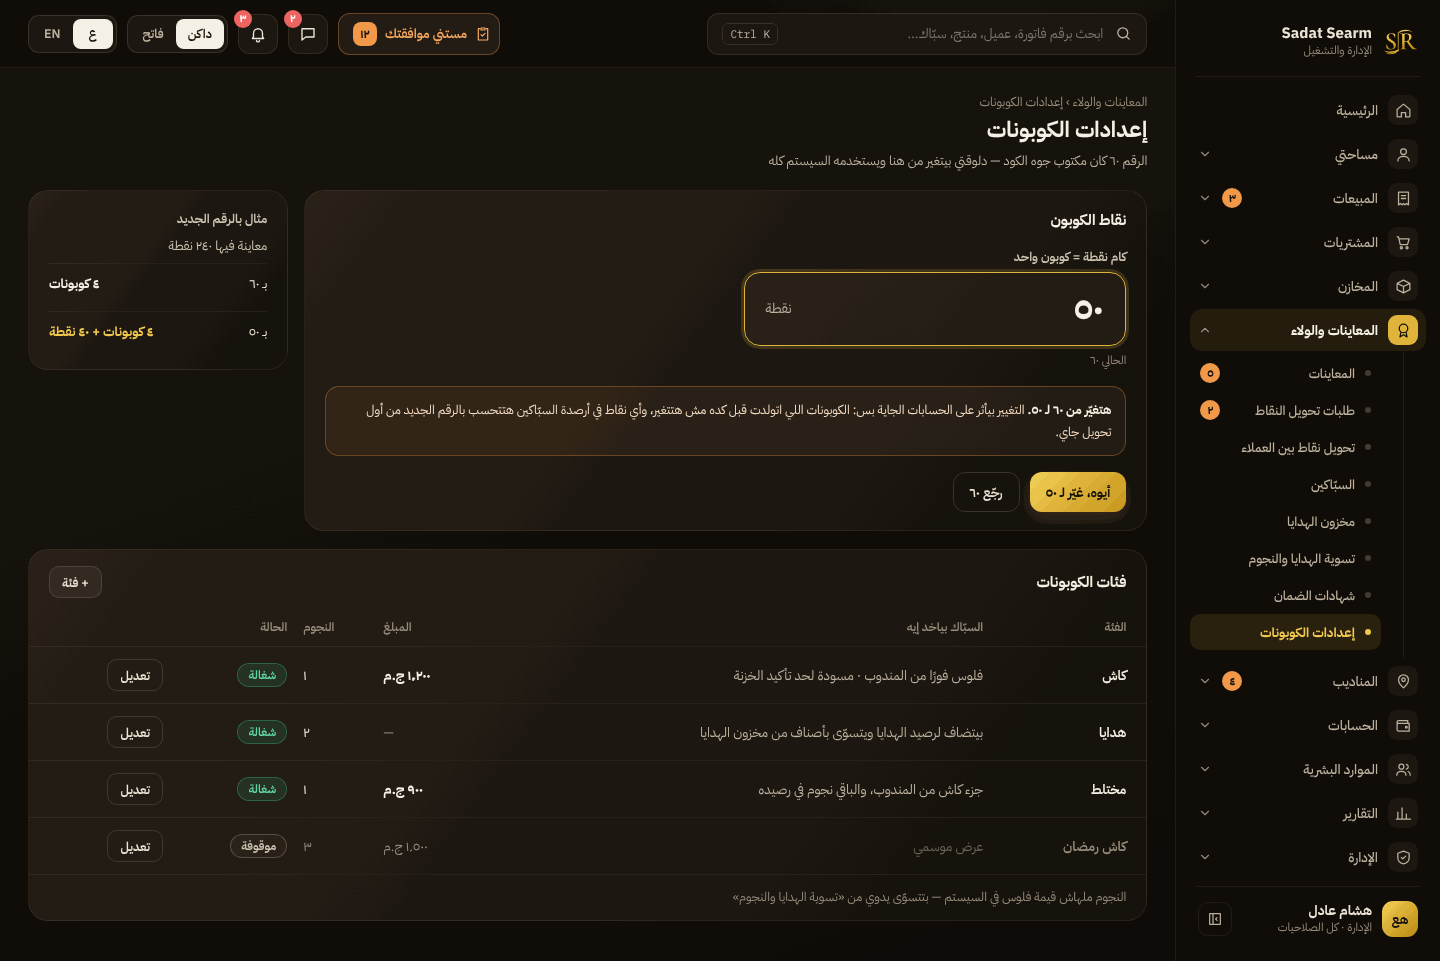 Sadat Searm
الإدارة والتشغيل
الرئيسية
مساحتي
المبيعات
٣
المشتريات
المخازن
المعاينات والولاء
المعاينات
٥
طلبات تحويل النقاط
٢
تحويل نقاط بين العملاء
السبّاكين
مخزون الهدايا
تسوية الهدايا والنجوم
شهادات الضمان
إعدادات الكوبونات
المناديب
٤
الحسابات
الموارد البشرية
التقارير
الإدارة
هع
هشام عادل
الإدارة · كل الصلاحيات
ابحث برقم فاتورة، عميل، منتج، سبّاك...
Ctrl K
مستني موافقتك
١٢
٢
٣
داكن
فاتح
ع
EN
المعاينات والولاء › إعدادات الكوبونات
إعدادات الكوبونات
الرقم ٦٠ كان مكتوب جوه الكود — دلوقتي بيتغير من هنا ويستخدمه السيستم كله
نقاط الكوبون
كام نقطة = كوبون واحد
٥٠
نقطة
الحالي ٦٠
هتغيّر من ٦٠ لـ ٥٠. التغيير بيأثر على الحسابات الجاية بس: الكوبونات اللي اتولدت قبل كده مش هتتغير، وأي نقاط في أرصدة السبّاكين هتتحسب بالرقم الجديد من أول
تحويل جاي.
أيوه، غيّر لـ ٥٠
رجّع ٦٠
مثال بالرقم الجديد
معاينة فيها ٢٤٠ نقطة
بـ ٦٠
٤ كوبونات
بـ ٥٠
٤ كوبونات + ٤٠ نقطة
فئات الكوبونات
+ فئة
الفئة
السبّاك بياخد إيه
المبلغ
النجوم
الحالة
كاش
فلوس فورًا من المندوب · مسودة لحد تأكيد الخزنة
١,٢٠٠ ج.م
١
شغالة
تعديل
هدايا
بيتضاف لرصيد الهدايا ويتسوّى بأصناف من مخزون الهدايا
—
٢
شغالة
تعديل
مختلط
جزء كاش من المندوب، والباقي نجوم في رصيده
٩٠٠ ج.م
١
شغالة
تعديل
كاش رمضان
عرض موسمي
١,٥٠٠ ج.م
٣
موقوفة
تعديل
النجوم ملهاش قيمة فلوس في السيستم — بتتسوّى يدوي من «تسوية الهدايا والنجوم»